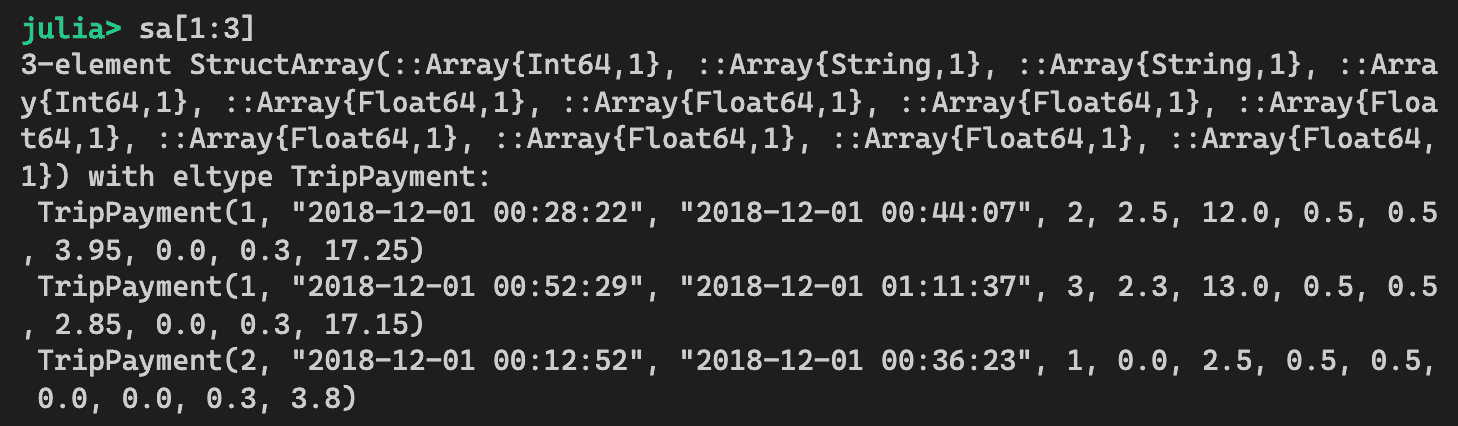 julia> sa[1:3]
3-element StructArray(::Array{Int64,1}, ::Array{String,1}, ::Array{String,1}, ::Arra
y{Int64,1}, ::Array{Float64,1}, ::Array{Float64,1}, ::Array{Float64,1}, ::Array{Floa
t64,1}, ::Array{Float64,1}, ::Array{Float64,1}, ::Array{Float64,1}, ::Array{Float64,
1}) with eltype TripPayment:
 TripPayment(1, "2018-12-01 00:28:22", "2018-12-01 00:44:07", 2, 2.5, 12.0, 0.5, 0.5
, 3.95, 0.0, 0.3, 17.25)
 TripPayment(1, "2018-12-01 00:52:29", "2018-12-01 01:11:37", 3, 2.3, 13.0, 0.5, 0.5
, 2.85, 0.0, 0.3, 17.15)
 TripPayment(2, "2018-12-01 00:12:52", "2018-12-01 00:36:23", 1, 0.0, 2.5, 0.5, 0.5,
 0.0, 0.0, 0.3, 3.8)